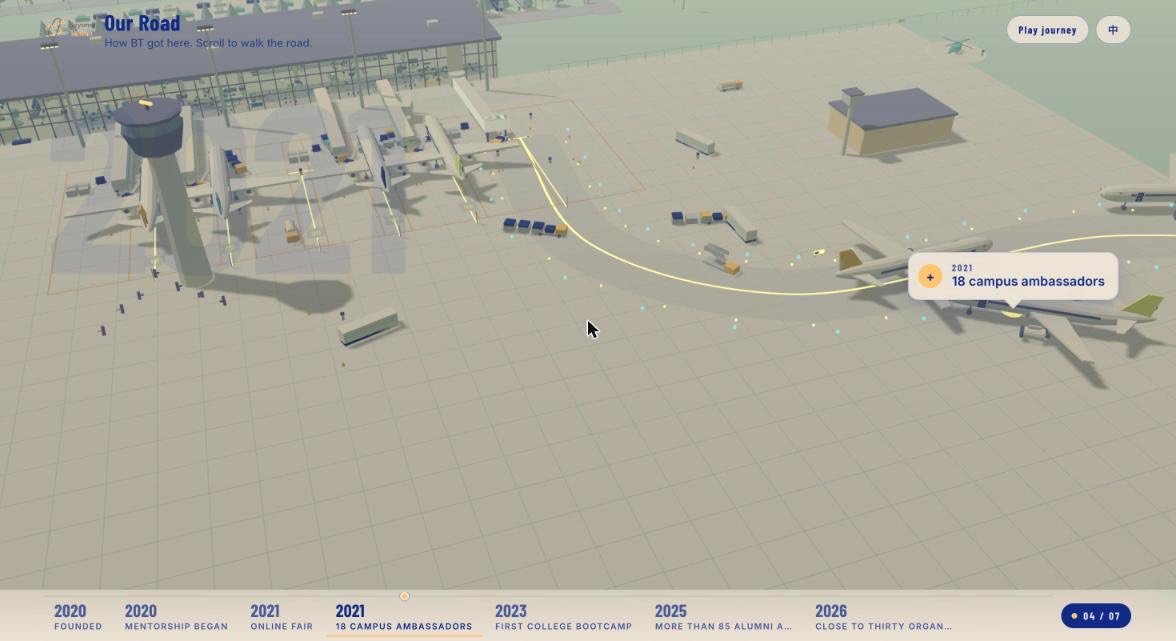 Our Road
How BT got here. Scroll to walk the road.
Play journey
中
2021
2021
+
18 campus ambassadors
2020
FOUNDED
2020
MENTORSHIP BEGAN
2021
ONLINE FAIR
2021
18 CAMPUS AMBASSADORS
2023
FIRST COLLEGE BOOTCAMP
2025
MORE THAN 85 ALUMNI A...
2026
CLOSE TO THIRTY ORGAN...
04 / 07